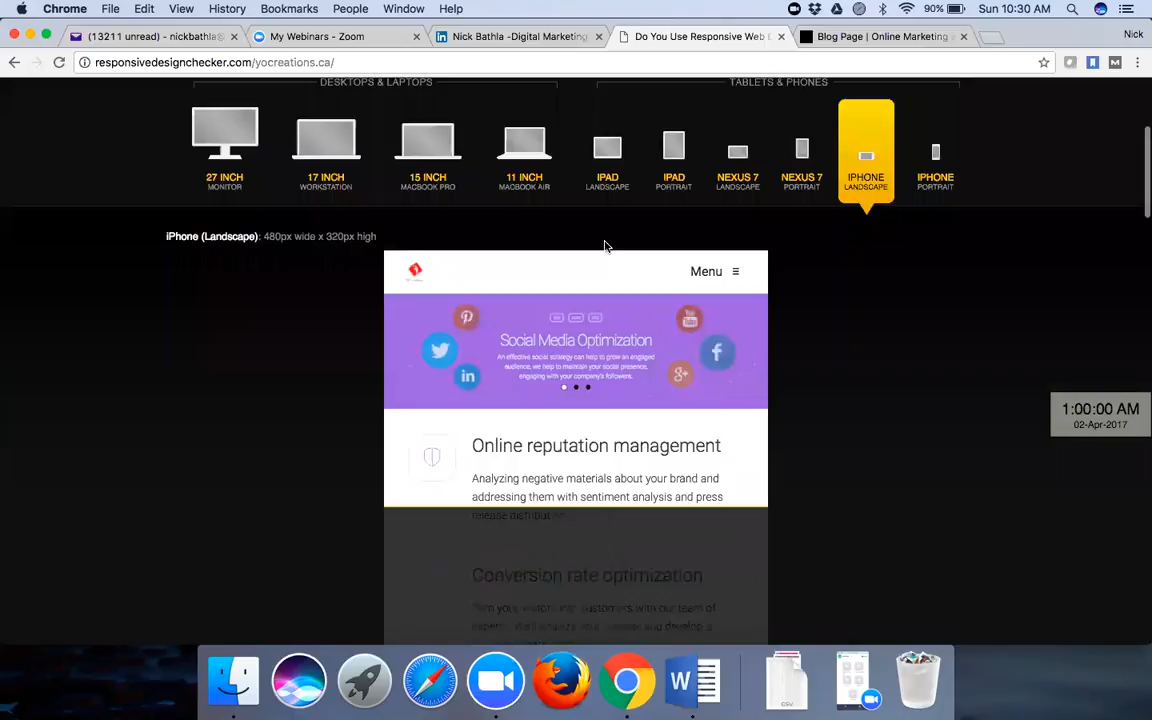 Chrome File Edit View History Bookmarks People Window Help 90% Sun 10:30 AM
(13211 unread) - nickbathla@ My Webinars - Zoom Nick Bathla -Digital Marketing Do You Use Responsive Web Blog Page | Online Marketing Nick
responsivedesignchecker.com/yocreations.ca/
DESKTOPS & LAPTOPS TABLETS & PHONES
27 INCH 17 INCH 15 INCH 11 INCH IPAD IPAD NEXUS 7 NEXUS 7 IPHONE IPHONE
MONITOR WORKSTATION MACBOOK PRO MACBOOK AIR LANDSCAPE PORTRAIT LANDSCAPE PORTRAIT LANDSCAPE PORTRAIT
iPhone (Landscape): 480px wide x 320px high
Menu
Social Media Optimization
An effective social strategy can help to grow an engaged
audience, we help to maintain your social presence,
engaging with your company's followers.
1:00:00 AM
02-Apr-2017
Online reputation management
Analyzing negative materials about your brand and
addressing them with sentiment analysis and press
release distribut
Conversion rate optimization